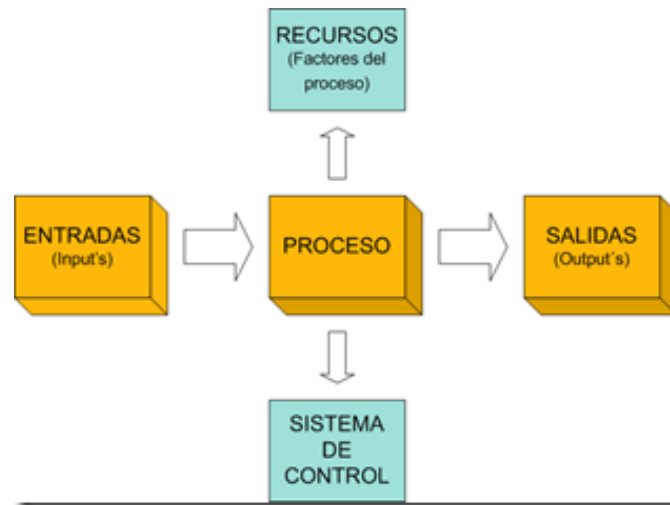 RECURSOS
(Factores del
proceso)
ENTRADAS
(Input's)
PROCESO
SALIDAS
(Output´s)
SISTEMA
DE
CONTROL